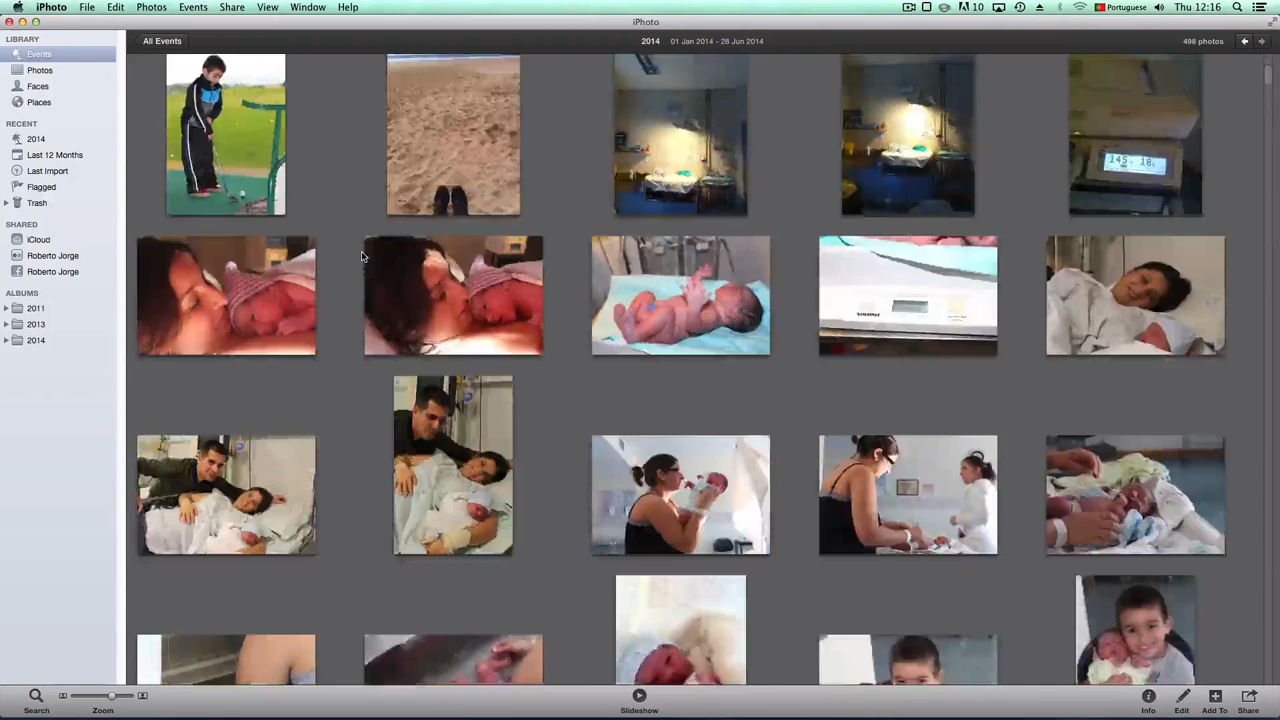 iPhoto File Edit Photos Events Share View Window Help 10 Portuguese Thu 12:16
iPhoto
LIBRARY
Events
Photos
Faces
Places
RECENT
2014
Last 12 Months
Last Import
Flagged
Trash
SHARED
iCloud
Roberto Jorge
Roberto Jorge
ALBUMS
2011
2013
2014
All Events 2014 01 Jan 2014 - 28 Jun 2014 498 photos
Search Zoom Slideshow Info Edit Add To Share